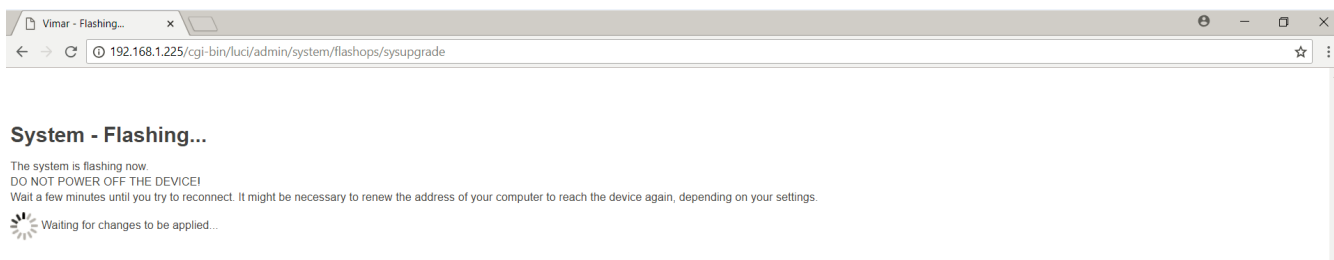 Vimar - Flashing...
192.168.1.225/cgi-bin/luci/admin/system/flashops/sysupgrade
System - Flashing...
The system is flashing now.
DO NOT POWER OFF THE DEVICE!
Wait a few minutes until you try to reconnect. It might be necessary to renew the address of your computer to reach the device again, depending on your settings.
Waiting for changes to be applied...